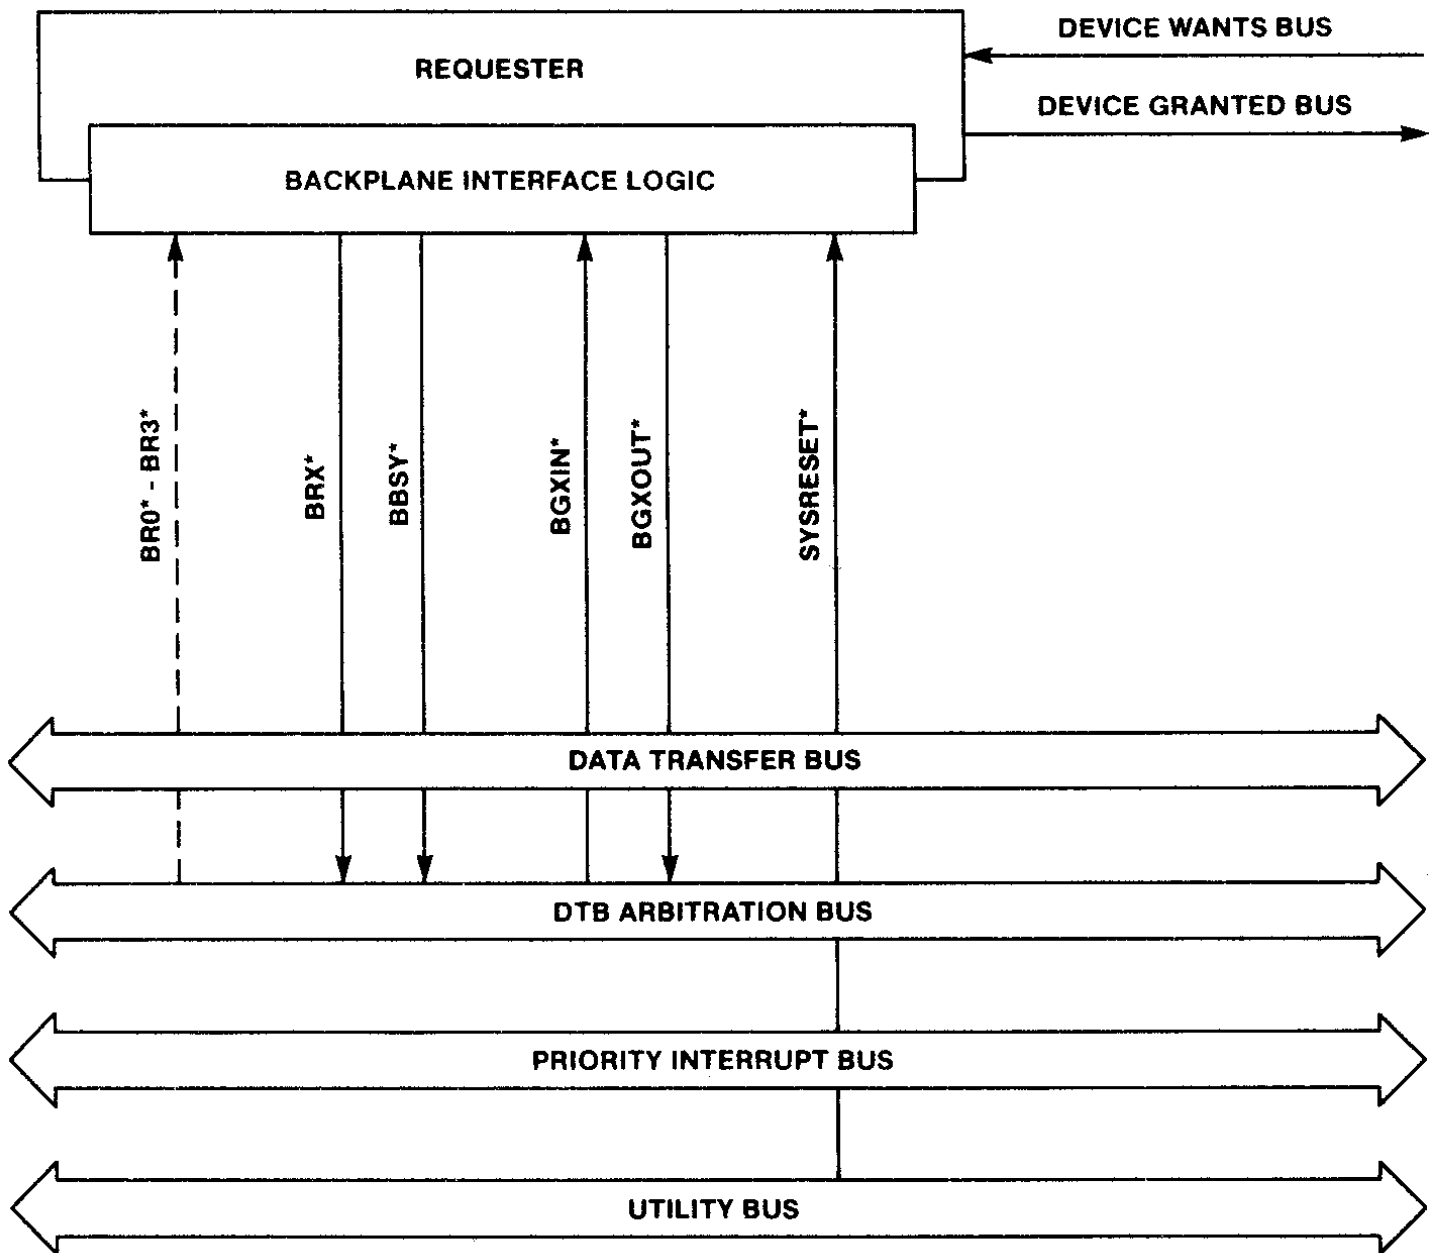 DEVICE WANTS BUS
REQUESTER
DEVICE GRANTED BUS
BACKPLANE INTERFACE LOGIC
BR0* - BR3*
BRX*
BBSY*
BGXIN*
BGXOUT*
SYSRESET*
DATA TRANSFER BUS
DTB ARBITRATION BUS
PRIORITY INTERRUPT BUS
UTILITY BUS